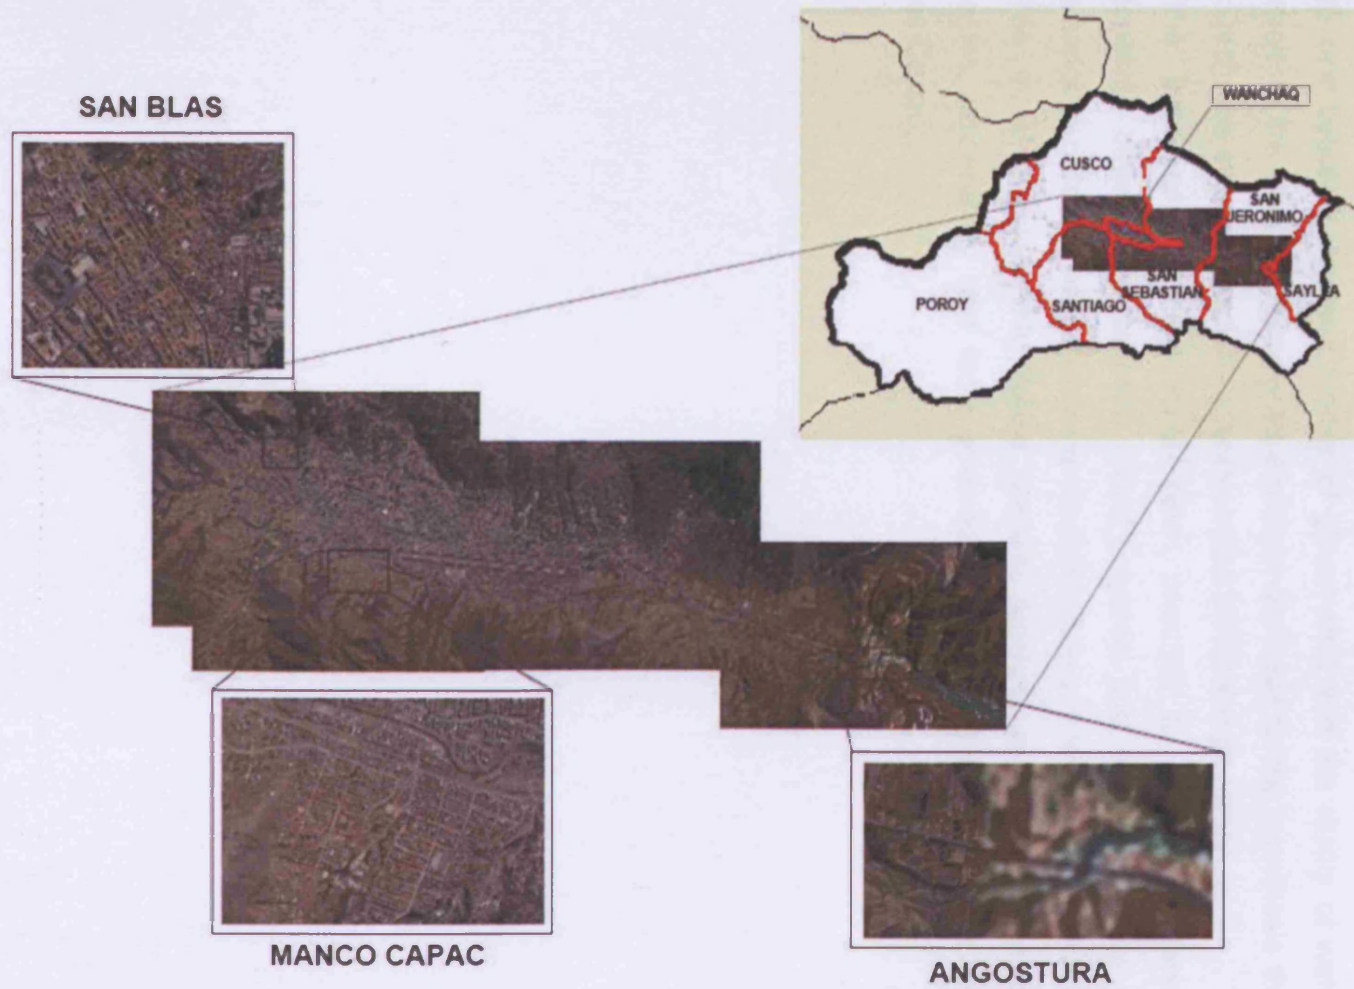 SAN BLAS
WANCHAQ
CUSCO
SAN
JERONIMO
POROY
SANTIAGO
SAN
SEBASTIAN
SAYLLA
MANCO CAPAC
ANGOSTURA